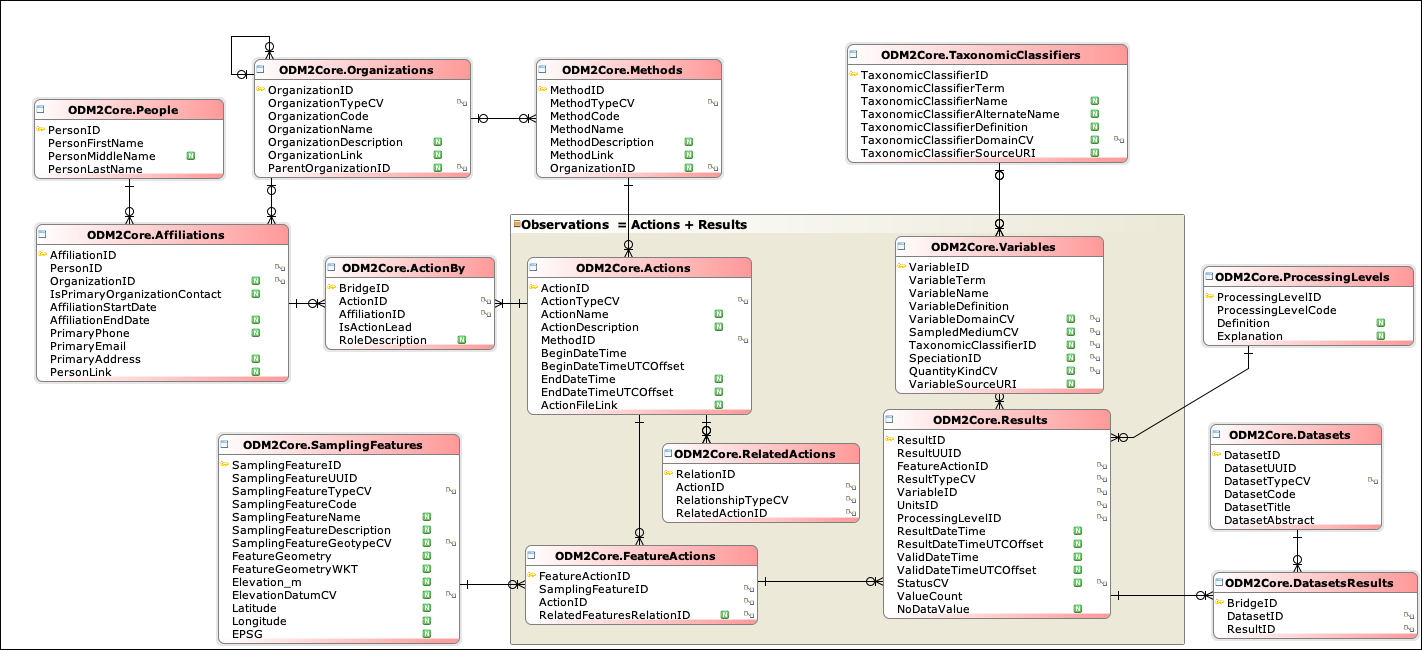 ODM2Core.Organizations
OrganizationID
OrganizationTypeCV
OrganizationCode
OrganizationName
OrganizationDescription
OrganizationLink
ParentOrganizationID
ODM2Core.Methods
MethodID
MethodTypeCV
MethodCode
MethodName
MethodDescription
MethodLink
OrganizationID
ODM2Core.TaxonomicClassifiers
TaxonomicClassifierID
TaxonomicClassifierTerm
TaxonomicClassifierName
TaxonomicClassifierAlternateName
TaxonomicClassifierDefinition
TaxonomicClassifierDomainCV
TaxonomicClassifierSourceURI
ODM2Core.People
PersonID
PersonFirstName
PersonMiddleName
PersonLastName
ODM2Core.Affiliations
AffiliationID
PersonID
OrganizationID
IsPrimaryOrganizationContact
AffiliationStartDate
AffiliationEndDate
PrimaryPhone
PrimaryEmail
PrimaryAddress
PersonLink
ODM2Core.ActionBy
BridgeID
ActionID
AffiliationID
IsActionLead
RoleDescription
Observations = Actions + Results
ODM2Core.Actions
ActionID
ActionTypeCV
ActionName
ActionDescription
MethodID
BeginDateTime
BeginDateTimeUTCOffset
EndDateTime
EndDateTimeUTCOffset
ActionFileLink
ODM2Core.Variables
VariableID
VariableTerm
VariableName
VariableDefinition
VariableDomainCV
SampledMediumCV
TaxonomicClassifierID
SpeciationID
QuantityKindCV
VariableSourceURI
ODM2Core.ProcessingLevels
ProcessingLevelID
ProcessingLevelCode
Definition
Explanation
ODM2Core.SamplingFeatures
SamplingFeatureID
SamplingFeatureUUID
SamplingFeatureTypeCV
SamplingFeatureCode
SamplingFeatureName
SamplingFeatureDescription
SamplingFeatureGeotypeCV
FeatureGeometry
FeatureGeometryWKT
Elevation_m
ElevationDatumCV
Latitude
Longitude
EPSG
ODM2Core.RelatedActions
RelationID
ActionID
RelationshipTypeCV
RelatedActionID
ODM2Core.FeatureActions
FeatureActionID
SamplingFeatureID
ActionID
RelatedFeaturesRelationID
ODM2Core.Results
ResultID
ResultUUID
FeatureActionID
ResultTypeCV
VariableID
UnitsID
ProcessingLevelID
ResultDateTime
ResultDateTimeUTCOffset
ValidDateTime
ValidDateTimeUTCOffset
StatusCV
ValueCount
NoDataValue
ODM2Core.Datasets
DatasetID
DatasetUUID
DatasetTypeCV
DatasetCode
DatasetTitle
DatasetAbstract
ODM2Core.DatasetsResults
BridgeID
DatasetID
ResultID